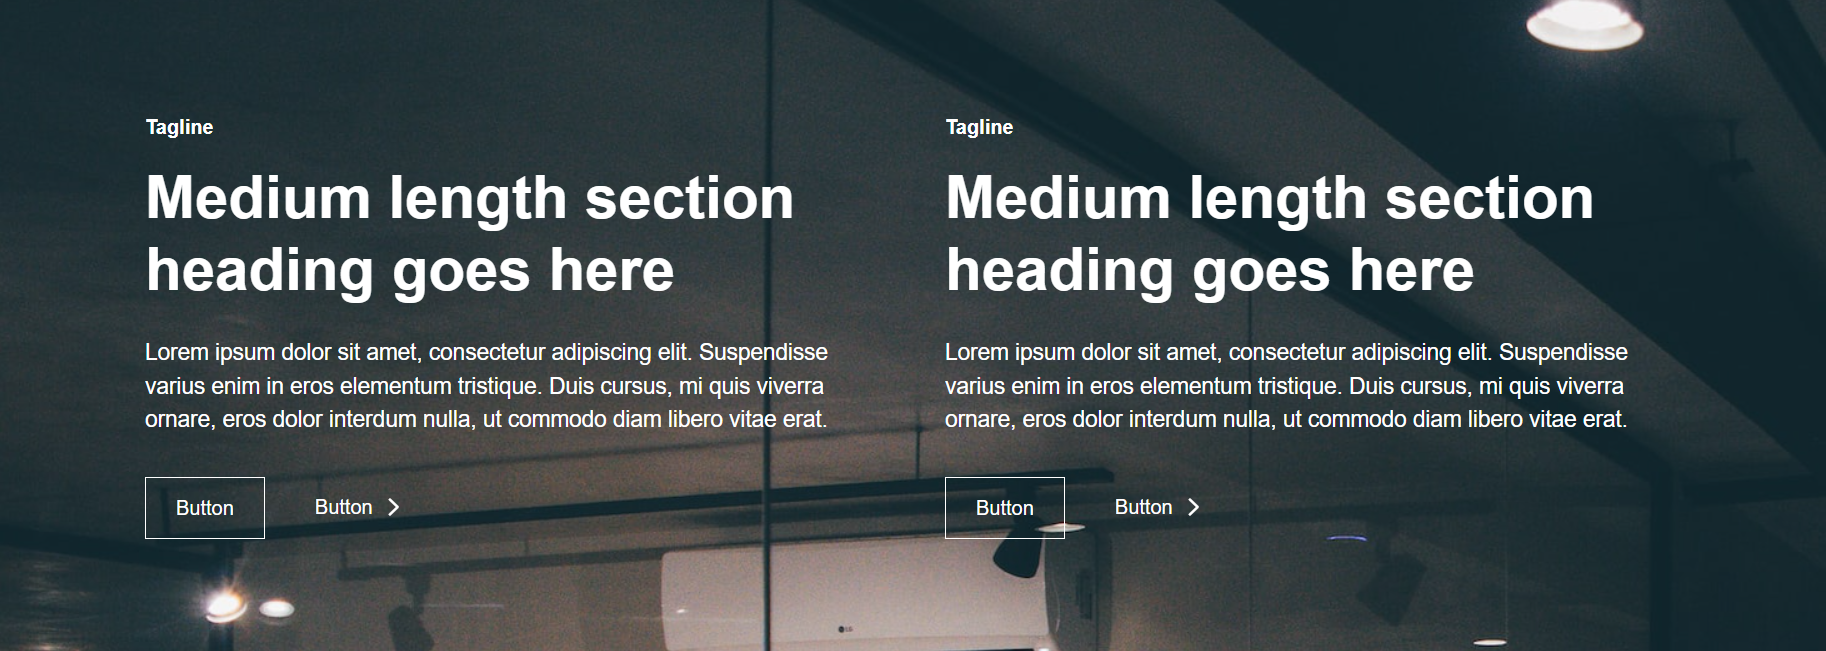 Tagline
Medium length section
heading goes here
Lorem ipsum dolor sit amet, consectetur adipiscing elit. Suspendisse
varius enim in eros elementum tristique. Duis cursus, mi quis viverra
ornare, eros dolor interdum nulla, ut commodo diam libero vitae erat.
Button
Button
Tagline
Medium length section
heading goes here
Lorem ipsum dolor sit amet, consectetur adipiscing elit. Suspendisse
varius enim in eros elementum tristique. Duis cursus, mi quis viverra
ornare, eros dolor interdum nulla, ut commodo diam libero vitae erat.
Button
Button
LG